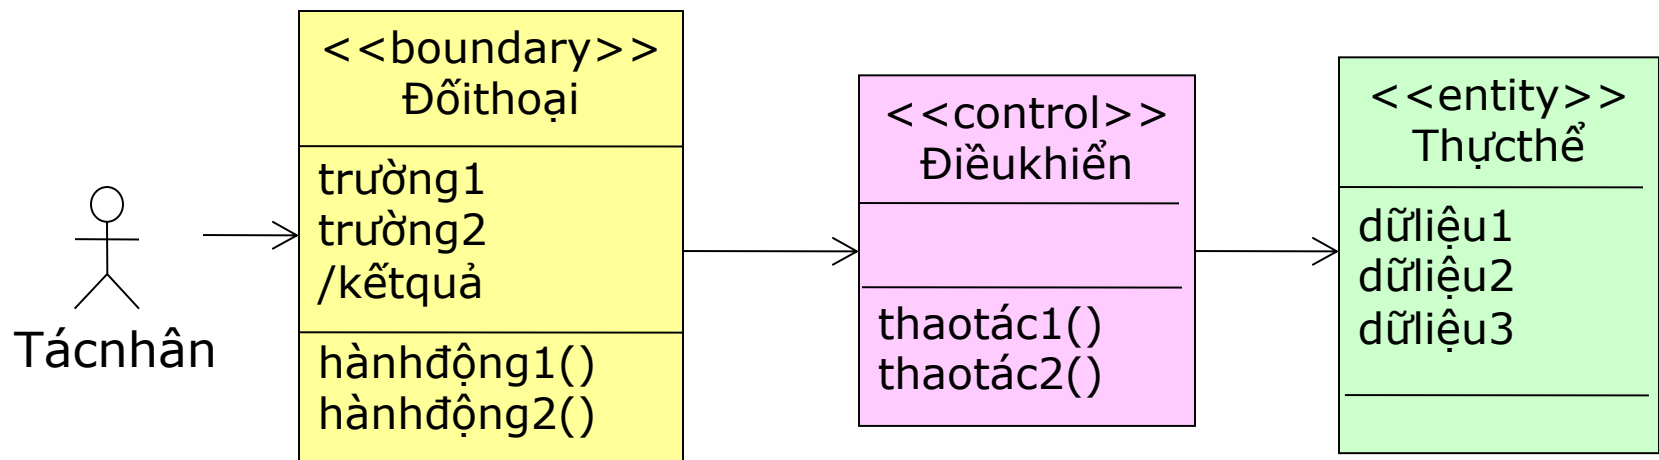 Tácnhân
<<boundary>>
Đốithoại
trường1
trường2
/kếtquả
hànhđộng1()
hànhđộng2()
<<control>>
Điềukhiển
thaotác1()
thaotác2()
<<entity>>
Thựcthể
dữliệu1
dữliệu2
dữliệu3